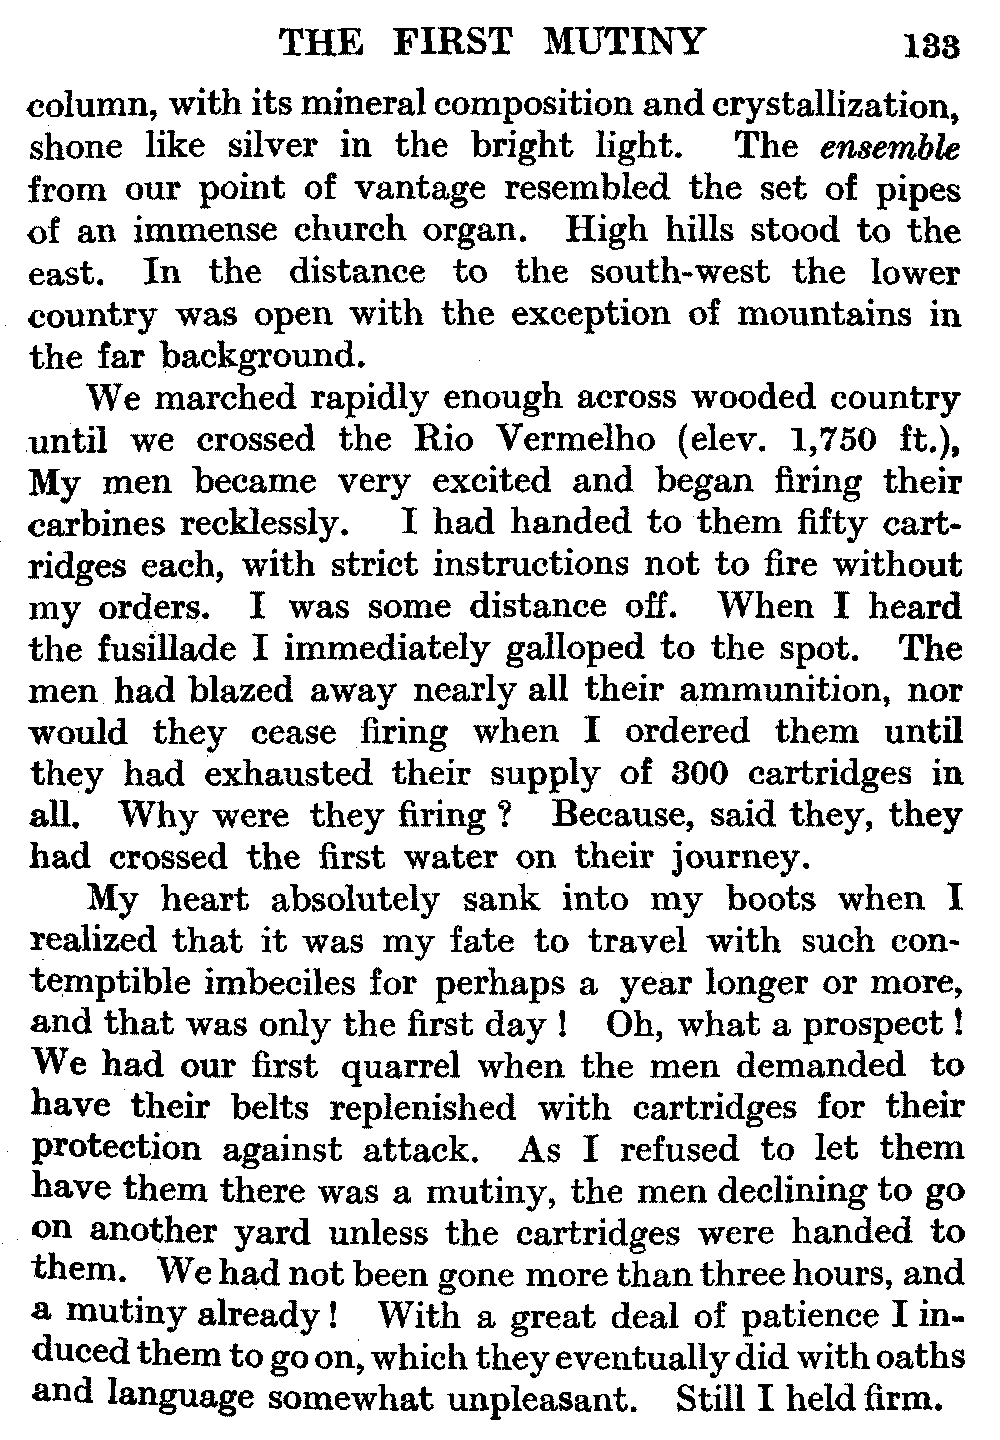 THE FIRST MUTINY 133
column, with its mineral composition and crystallization,
shone like silver in the bright light. The ensemble
from our point of vantage resembled the set of pipes
of an immense church organ. High hills stood to the
east. In the distance to the south-west the lower
country was open with the exception of mountains in
the far background.
We marched rapidly enough across wooded country
until we crossed the Rio Vermelho (elev. 1,750 ft.),
My men became very excited and began firing their
carbines recklessly. I had handed to them fifty cart-
ridges each, with strict instructions not to fire without
my orders. I was some distance off. When I heard
the fusillade I immediately galloped to the spot. The
men had blazed away nearly all their ammunition, nor
would they cease firing when I ordered them until
they had exhausted their supply of 300 cartridges in
all. Why were they firing ? Because, said they, they
had crossed the first water on their journey.
My heart absolutely sank into my boots when I
realized that it was my fate to travel with such con-
temptible imbeciles for perhaps a year longer or more,
and that was only the first day ! Oh, what a prospect !
We had our first quarrel when the men demanded to
have their belts replenished with cartridges for their
protection against attack. As I refused to let them
have them there was a mutiny, the men declining to go
on another yard unless the cartridges were handed to
them. We had not been gone more than three hours, and
a mutiny already ! With a great deal of patience I in-
duced them to go on, which they eventually did with oaths
and language somewhat unpleasant. Still I held firm.